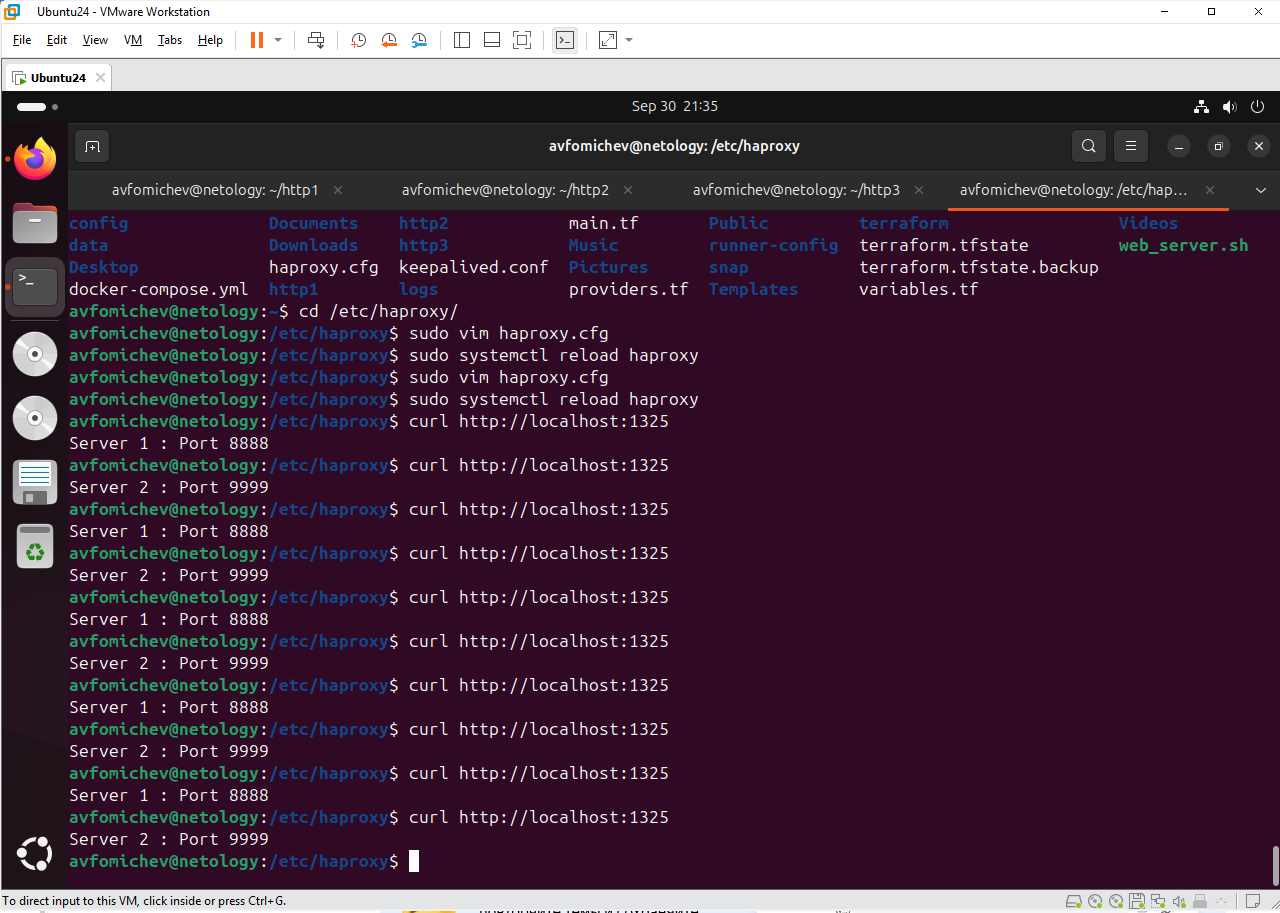 Ubuntu24 - VMware Workstation
File Edit View VM Tabs Help
Ubuntu24
Sep 30 21:35
avfomichev@netology: /etc/haproxy
avfomichev@netology: ~/http1 avfomichev@netology: ~/http2 avfomichev@netology: ~/http3 avfomichev@netology: /etc/hap...
config Documents http2 main.tf Public terraform Videos
data Downloads http3 Music runner-config terraform.tfstate web_server.sh
Desktop haproxy.cfg keepalived.conf Pictures snap terraform.tfstate.backup
docker-compose.yml http1 logs providers.tf Templates variables.tf
avfomichev@netology:~$ cd /etc/haproxy/
avfomichev@netology:/etc/haproxy$ sudo vim haproxy.cfg
avfomichev@netology:/etc/haproxy$ sudo systemctl reload haproxy
avfomichev@netology:/etc/haproxy$ sudo vim haproxy.cfg
avfomichev@netology:/etc/haproxy$ sudo systemctl reload haproxy
avfomichev@netology:/etc/haproxy$ curl http://localhost:1325
Server 1 : Port 8888
avfomichev@netology:/etc/haproxy$ curl http://localhost:1325
Server 2 : Port 9999
avfomichev@netology:/etc/haproxy$ curl http://localhost:1325
Server 1 : Port 8888
avfomichev@netology:/etc/haproxy$ curl http://localhost:1325
Server 2 : Port 9999
avfomichev@netology:/etc/haproxy$ curl http://localhost:1325
Server 1 : Port 8888
avfomichev@netology:/etc/haproxy$ curl http://localhost:1325
Server 2 : Port 9999
avfomichev@netology:/etc/haproxy$ curl http://localhost:1325
Server 1 : Port 8888
avfomichev@netology:/etc/haproxy$ curl http://localhost:1325
Server 2 : Port 9999
avfomichev@netology:/etc/haproxy$ curl http://localhost:1325
Server 1 : Port 8888
avfomichev@netology:/etc/haproxy$ curl http://localhost:1325
Server 2 : Port 9999
avfomichev@netology:/etc/haproxy$
To direct input to this VM, click inside or press Ctrl+G.